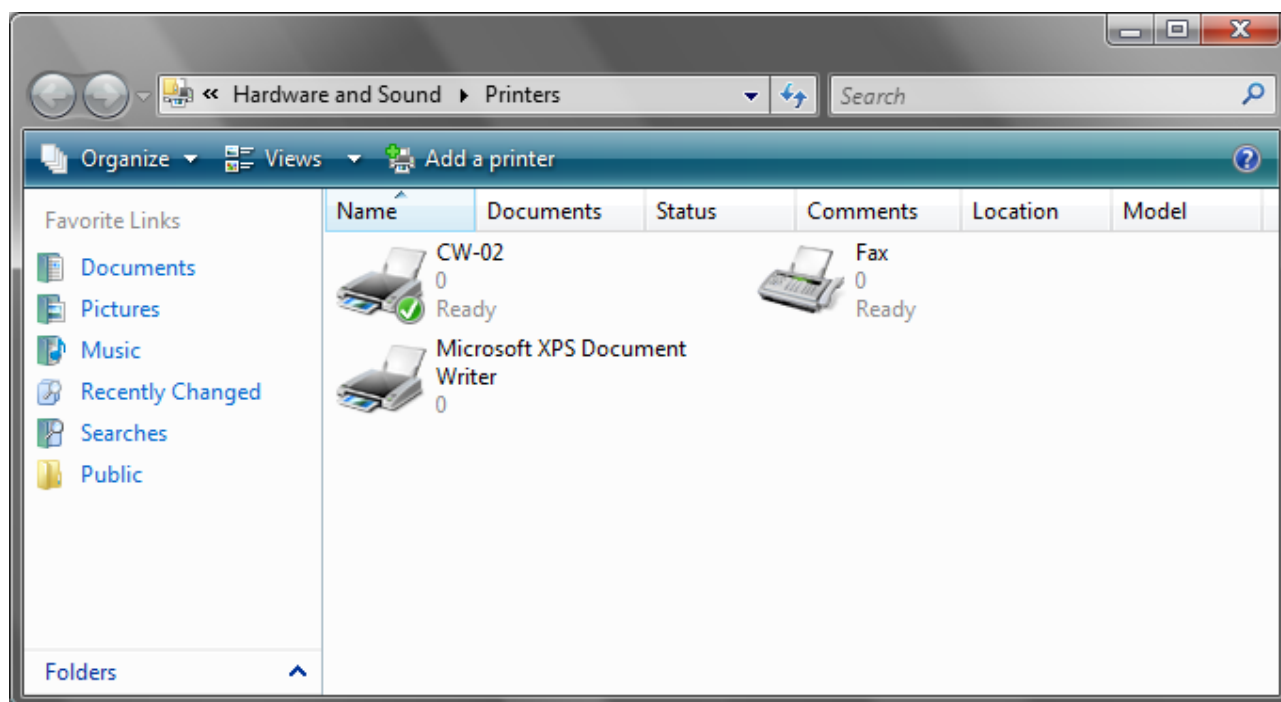 « Hardware and Sound ▸ Printers Search
Organize Views Add a printer
Favorite Links
Documents
Pictures
Music
Recently Changed
Searches
Public
Folders
Name Documents Status Comments Location Model
CW-02
0
Ready
Fax
0
Ready
Microsoft XPS Document
Writer
0